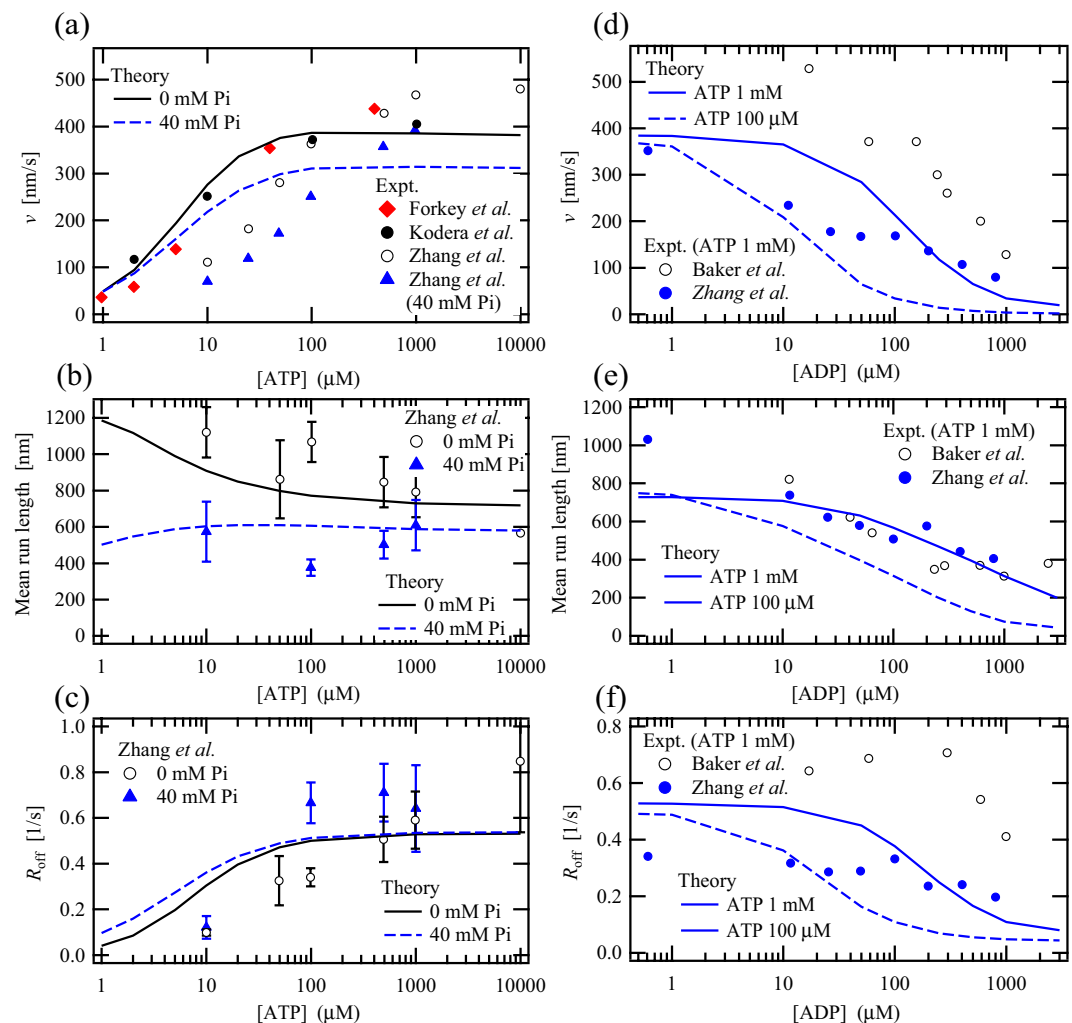 (a)
500
400
300
200
100
0
v [nm/s]
Theory
0 mM Pi
40 mM Pi
Expt.
Forkey et al.
Kodera et al.
Zhang et al.
Zhang et al.
(40 mM Pi)
1 10 100 1000 10000
[ATP] (μM)
(b)
1200
1000
800
600
400
200
0
Mean run length [nm]
Zhang et al.
0 mM Pi
40 mM Pi
Theory
0 mM Pi
40 mM Pi
1 10 100 1000 10000
[ATP] (μM)
(c)
1.0
0.8
0.6
0.4
0.2
0.0
Roff [1/s]
Zhang et al.
0 mM Pi
40 mM Pi
Theory
0 mM Pi
40 mM Pi
1 10 100 1000 10000
[ATP] (μM)
(d)
500
400
300
200
100
0
v [nm/s]
Theory
ATP 1 mM
ATP 100 μM
Expt. (ATP 1 mM)
Baker et al.
Zhang et al.
1 10 100 1000
[ADP] (μM)
(e)
1200
1000
800
600
400
200
0
Mean run length [nm]
Expt. (ATP 1 mM)
Baker et al.
Zhang et al.
Theory
ATP 1 mM
ATP 100 μM
1 10 100 1000
[ADP] (μM)
(f)
0.8
0.6
0.4
0.2
0.0
Roff [1/s]
Expt. (ATP 1 mM)
Baker et al.
Zhang et al.
Theory
ATP 1 mM
ATP 100 μM
1 10 100 1000
[ADP] (μM)